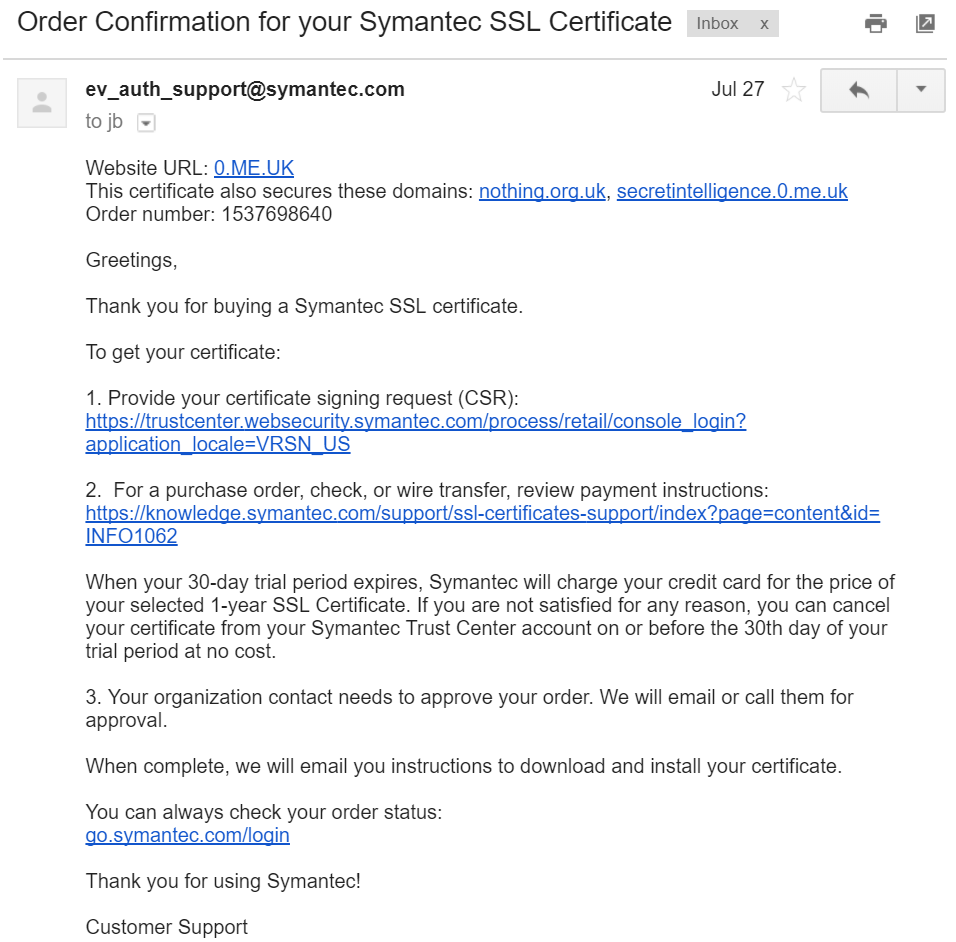 Order Confirmation for your Symantec SSL Certificate Inbox x
ev_auth_support@symantec.com Jul 27
to jb
Website URL: 0.ME.UK
This certificate also secures these domains: nothing.org.uk, secretintelligence.0.me.uk
Order number: 1537698640
Greetings,
Thank you for buying a Symantec SSL certificate.
To get your certificate:
1. Provide your certificate signing request (CSR):
https://trustcenter.websecurity.symantec.com/process/retail/console_login?
application_locale=VRSN_US
2.  For a purchase order, check, or wire transfer, review payment instructions:
https://knowledge.symantec.com/support/ssl-certificates-support/index?page=content&id=
INFO1062
When your 30-day trial period expires, Symantec will charge your credit card for the price of
your selected 1-year SSL Certificate. If you are not satisfied for any reason, you can cancel
your certificate from your Symantec Trust Center account on or before the 30th day of your
trial period at no cost.
3. Your organization contact needs to approve your order. We will email or call them for
approval.
When complete, we will email you instructions to download and install your certificate.
You can always check your order status:
go.symantec.com/login
Thank you for using Symantec!
Customer Support